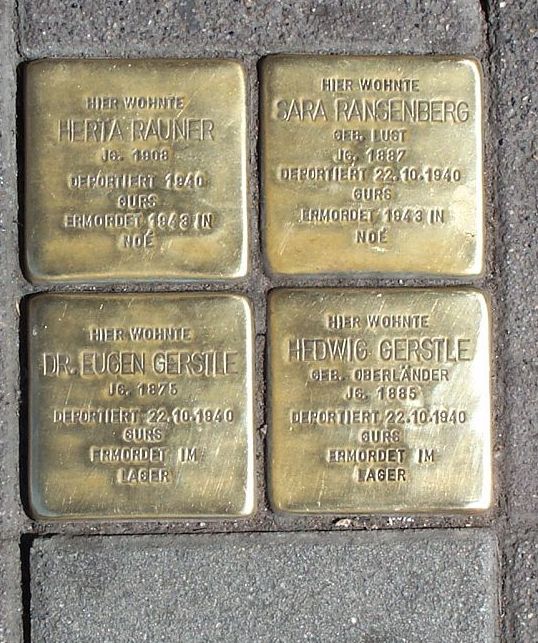 HIER WOHNTE
HERTA RAUNER
JG. 1908
DEPORTIERT 1940
GURS
ERMORDET 1943 IN
NOÉ
HIER WOHNTE
SARA RANSENBERG
GEB. LUST
JG. 1887
DEPORTIERT 22.10.1940
GURS
ERMORDET 1943 IN
NOÉ
HIER WOHNTE
DR. EUGEN GERSTLE
JG. 1875
DEPORTIERT 22.10.1940
GURS
ERMORDET IM
LAGER
HIER WOHNTE
HEDWIG GERSTLE
GEB. OBERLÄNDER
JG. 1885
DEPORTIERT 22.10.1940
GURS
ERMORDET IM
LAGER